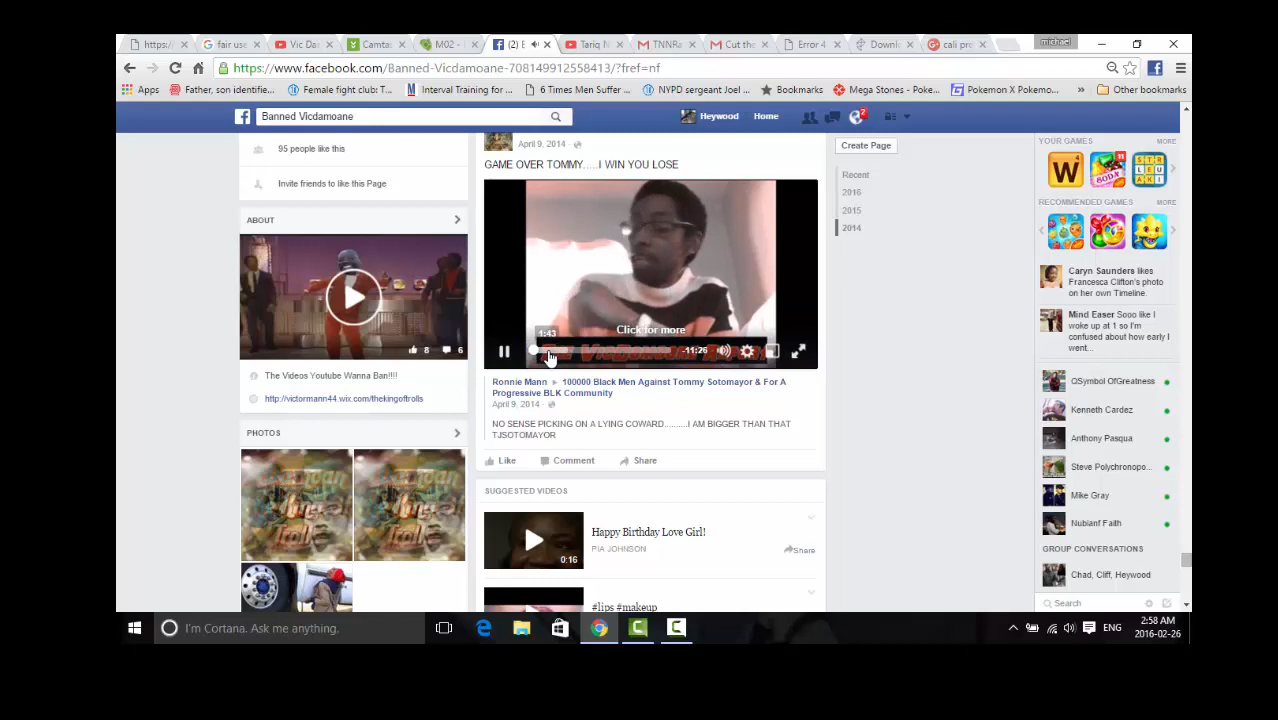 https:/
fair use
Vic Da
Camta
M02 -
(2) B
Tariq N
TNNRa
Cut the
Error 4
Downl
cali pre
michael
https://www.facebook.com/Banned-Vicdamoane-708149912558413/?fref=nf
Apps
Father, son identifie...
Female fight club: T...
Interval Training for ...
6 Times Men Suffer ...
NYPD sergeant Joel ...
Bookmarks
Mega Stones - Poke...
Pokemon X Pokemo...
Other bookmarks
Banned Vicdamoane
Heywood
Home
2
95 people like this
Invite friends to like this Page
ABOUT
8
6
The Videos Youtube Wanna Ban!!!!
http://victormann44.wix.com/thekingoftrolls
PHOTOS
April 9, 2014
GAME OVER TOMMY.....I WIN YOU LOSE
1:43
Click for more
-11:26
Ronnie Mann ▸ 100000 Black Men Against Tommy Sotomayor & For A
Progressive BLK Community
April 9, 2014
NO SENSE PICKING ON A LYING COWARD.........I AM BIGGER THAN THAT
TJSOTOMAYOR
Like
Comment
Share
SUGGESTED VIDEOS
0:16
Happy Birthday Love Girl!
PIA JOHNSON
Share
#lips #makeup
Create Page
Recent
2016
2015
2014
YOUR GAMES
MORE
W
SODA
11
RECOMMENDED GAMES
MORE
Caryn Saunders likes
Francesca Clifton's photo
on her own Timeline.
Mind Easer Sooo like I
woke up at 1 so I'm
confused about how early I
went...
QSymbol OfGreatness
Kenneth Cardez
Anthony Pasqua
Steve Polychronopo...
Mike Gray
Nubianf Faith
GROUP CONVERSATIONS
Chad, Cliff, Heywood
Search
I'm Cortana. Ask me anything.
ENG
2:58 AM
2016-02-26